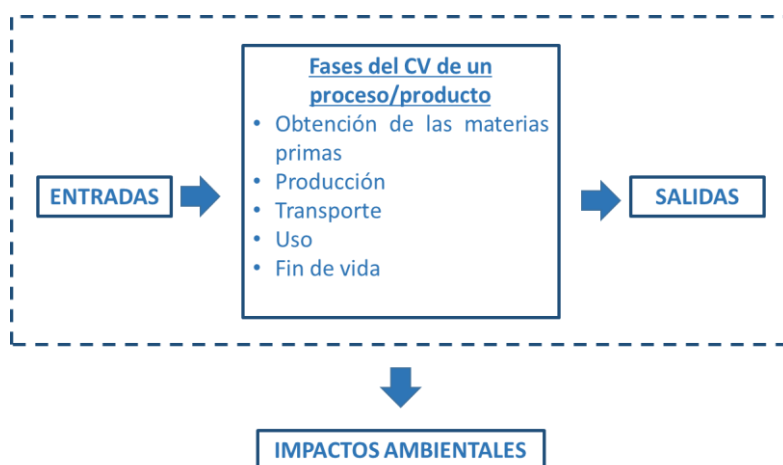 Fases del CV de un
proceso/producto
• Obtención de las materias
primas
• Producción
• Transporte
• Uso
• Fin de vida
ENTRADAS
SALIDAS
IMPACTOS AMBIENTALES